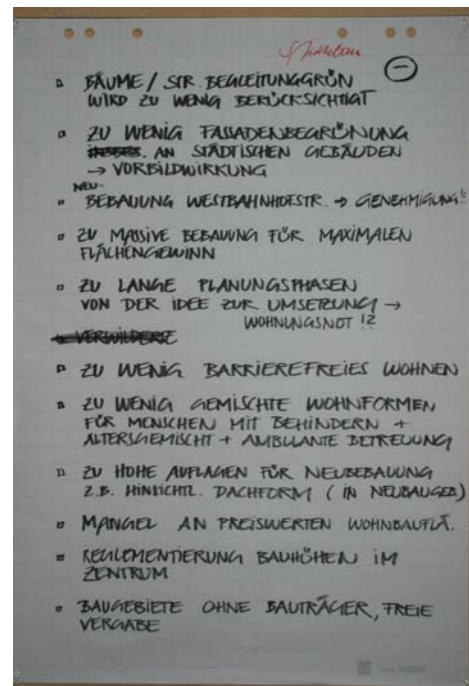 ⊖
▫ BÄUME / STR. BEGLEITUNGGRÜN
WIRD ZU WENIG BERÜCKSICHTIGT
▫ ZU WENIG FASSADENBEGRÜNUNG
AN STÄDTISCHEN GEBÄUDEN
→ VORBILDWIRKUNG
NEU-
▫ BEBAUUNG WESTBAHNHOFSTR. → GENEHMIGUNG!!
▫ ZU MASSIVE BEBAUUNG FÜR MAXIMALEN
FLÄCHENGEWINN
▫ ZU LANGE PLANUNGSPHASEN
VON DER IDEE ZUR UMSETZUNG →
WOHNUNGSNOT !?
▫ ZU WENIG BARRIEREFREIES WOHNEN
▫ ZU WENIG GEMISCHTE WOHNFORMEN
FÜR MENSCHEN MIT BEHINDERN +
ALTERSGEMISCHT + AMBULANTE BETREUUNG
▫ ZU HOHE AUFLAGEN FÜR NEUBEBAUUNG
Z.B. HINSICHTL. DACHFORM (IN NEUBAUGEB)
▫ MANGEL AN PREISWERTEN WOHNBAUFLÄ.
▫ REGLEMENTIERUNG BAUHÖHEN IM
ZENTRUM
▫ BAUGEBIETE OHNE BAUTRÄGER, FREIE
VERGABE